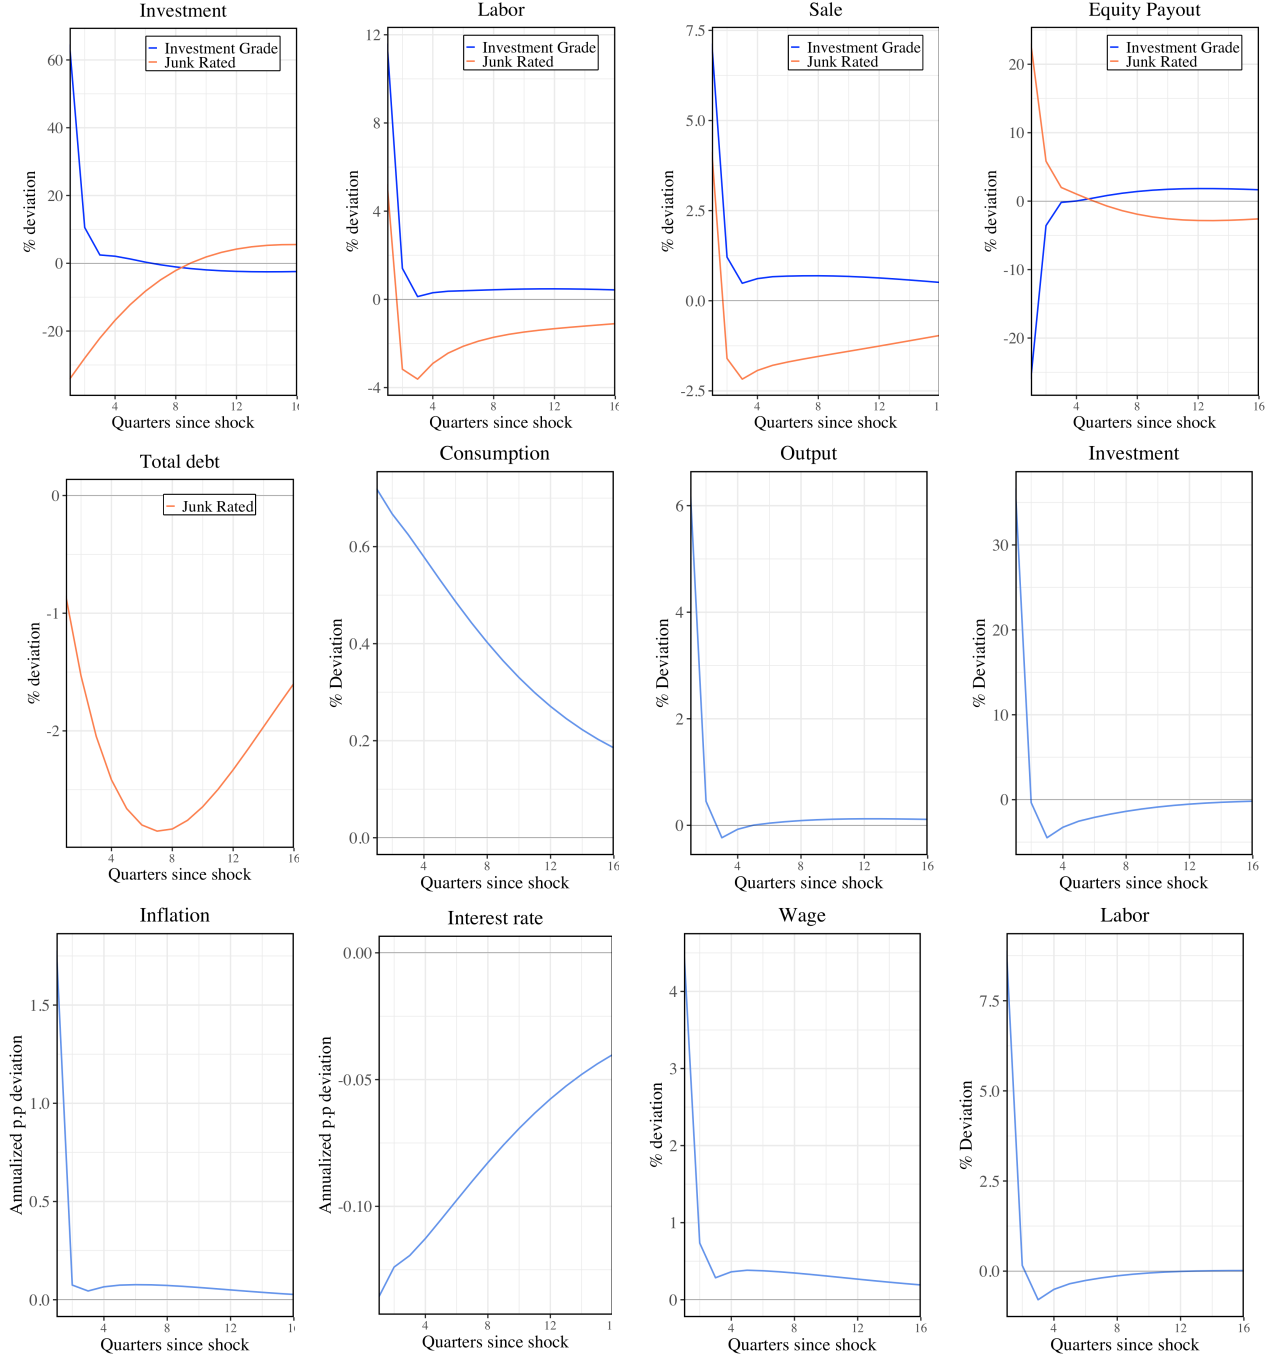 Investment
Labor
Sale
Equity Payout
Investment Grade
Junk Rated
Investment Grade
Junk Rated
Investment Grade
Junk Rated
Investment Grade
Junk Rated
% deviation
60
40
20
0
-20
4
8
12
16
Quarters since shock
% deviation
12
8
4
0
-4
4
8
12
16
Quarters since shock
% deviation
7.5
5.0
2.5
0.0
-2.5
4
8
12
1
Quarters since shock
% deviation
20
10
0
-10
-20
4
8
12
16
Quarters since shock
Total debt
Consumption
Output
Investment
Junk Rated
% deviation
0
-1
-2
4
8
12
16
Quarters since shock
% Deviation
0.6
0.4
0.2
0.0
4
8
12
16
Quarters since shock
% Deviation
6
4
2
0
4
8
12
16
Quarters since shock
% Deviation
30
20
10
0
4
8
12
16
Quarters since shock
Inflation
Interest rate
Wage
Labor
Annualized p.p deviation
1.5
1.0
0.5
0.0
4
8
12
1
Quarters since shock
Annualized p.p deviation
0.00
-0.05
-0.10
4
8
12
1
Quarters since shock
% deviation
4
3
2
1
0
4
8
12
16
Quarters since shock
% Deviation
7.5
5.0
2.5
0.0
4
8
12
16
Quarters since shock